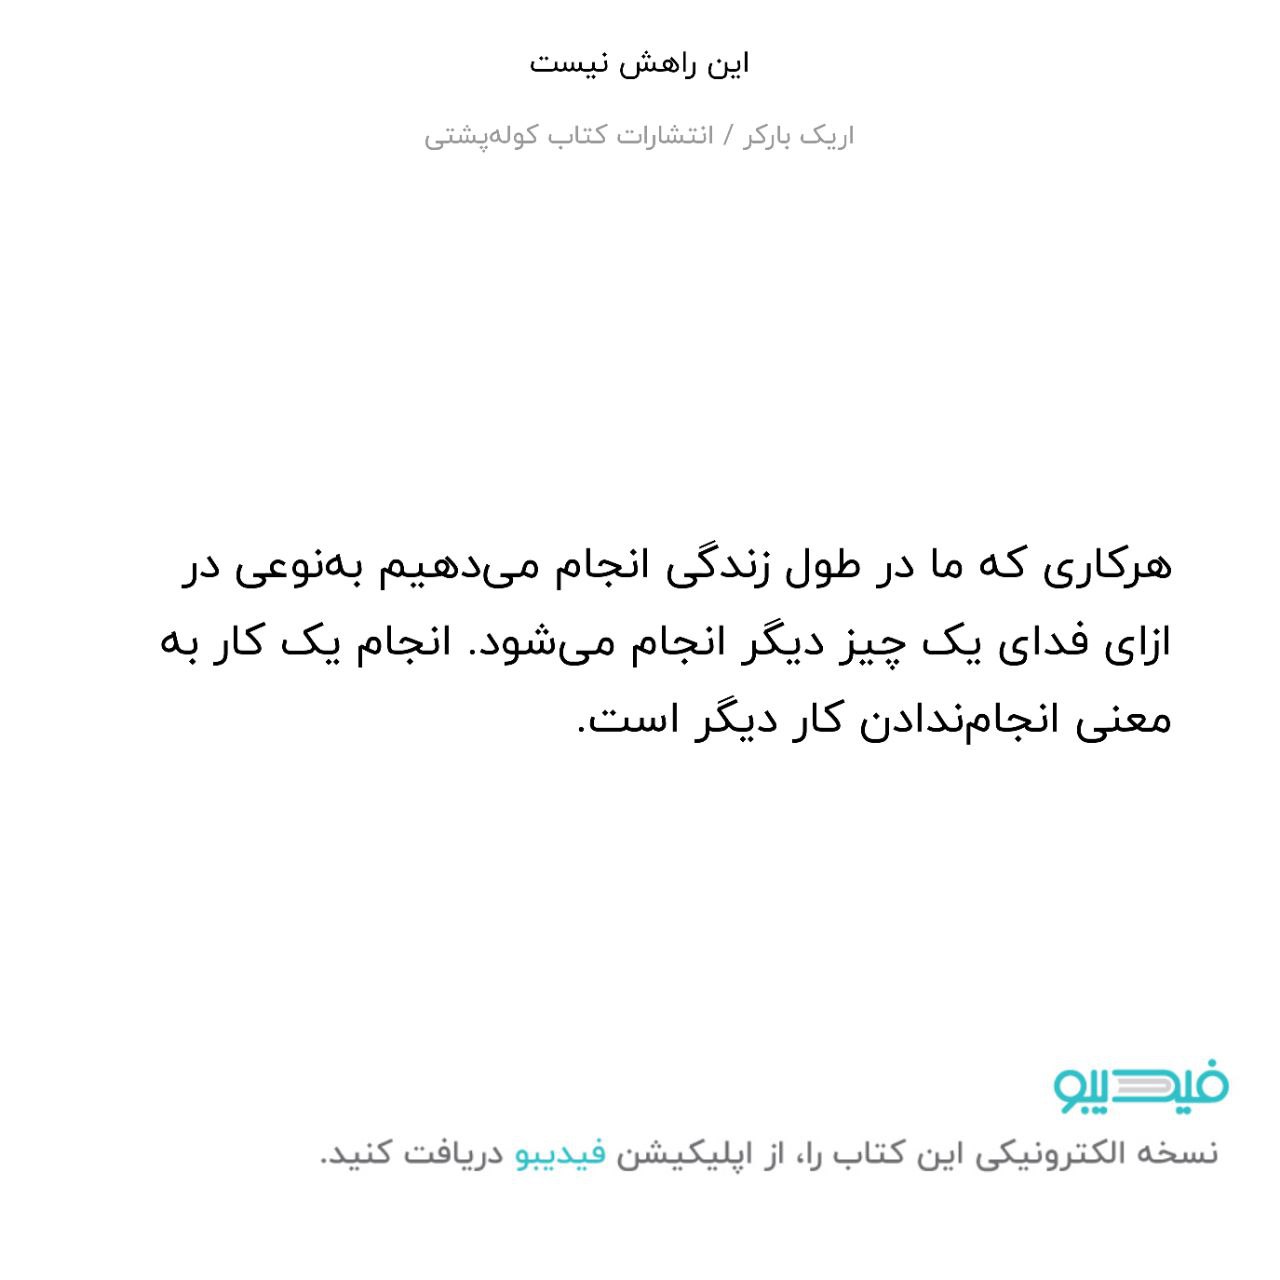 این راهش نیست
اریک بارکر / انتشارات کتاب کوله‌پشتی
هرکاری که ما در طول زندگی انجام می‌دهیم به‌نوعی در
ازای فدای یک چیز دیگر انجام می‌شود. انجام یک کار به
معنی انجام‌ندادن کار دیگر است.
فیدیبو
نسخه الکترونیکی این کتاب را، از اپلیکیشن فیدیبو دریافت کنید.